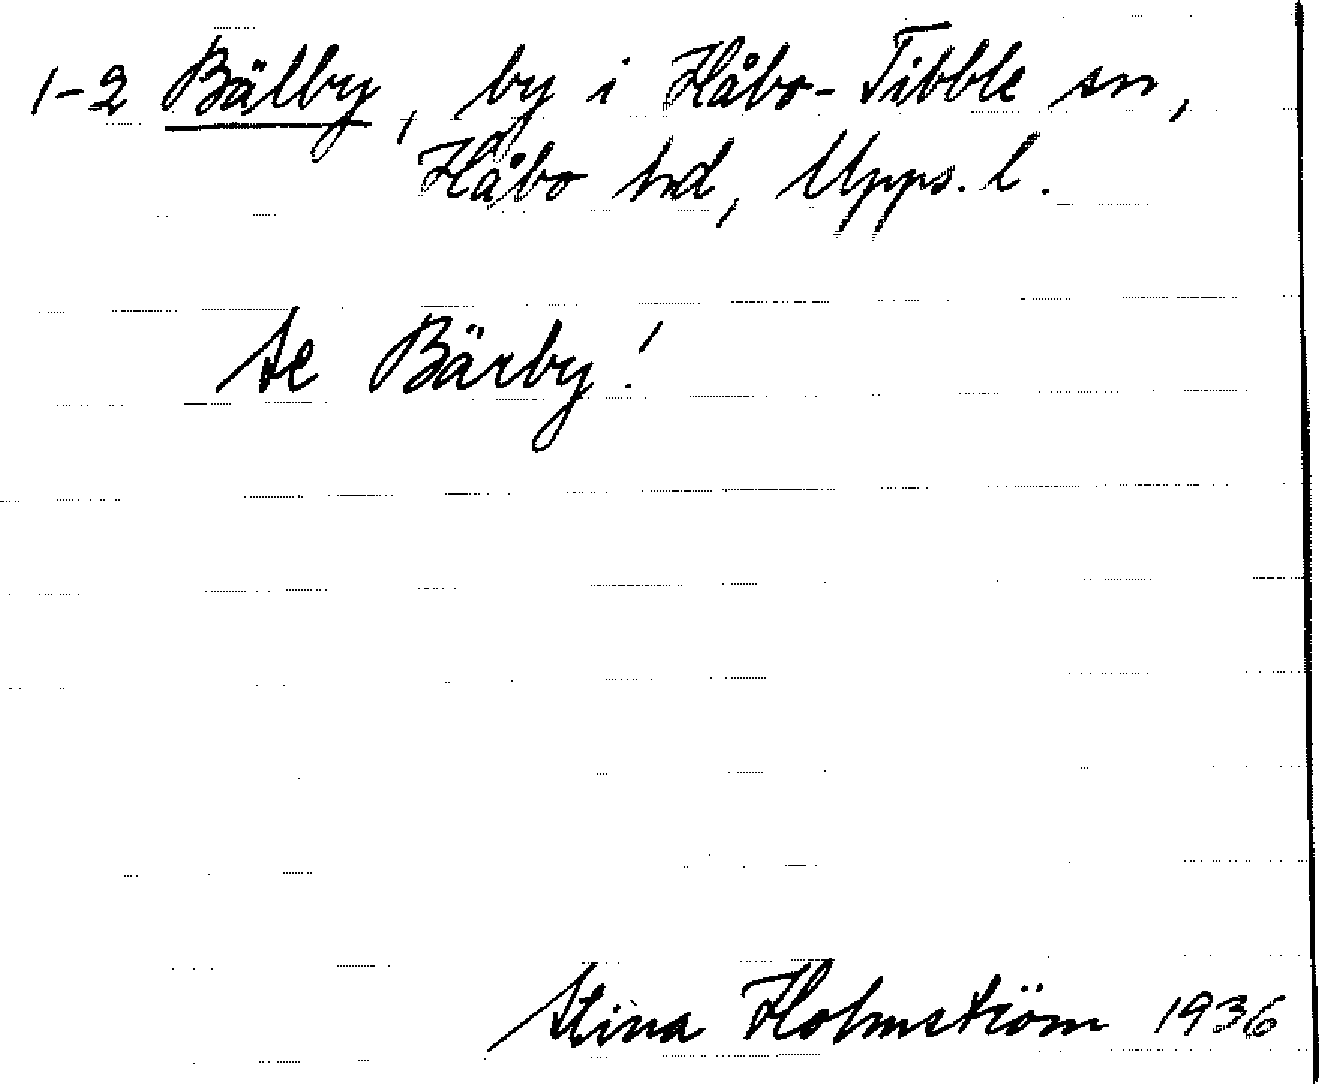 1-2 Bälby, by i Håbo-Tibble sn,
Håbo hd, Upps. l.
Se Bärby!
Stina Holmström 1936